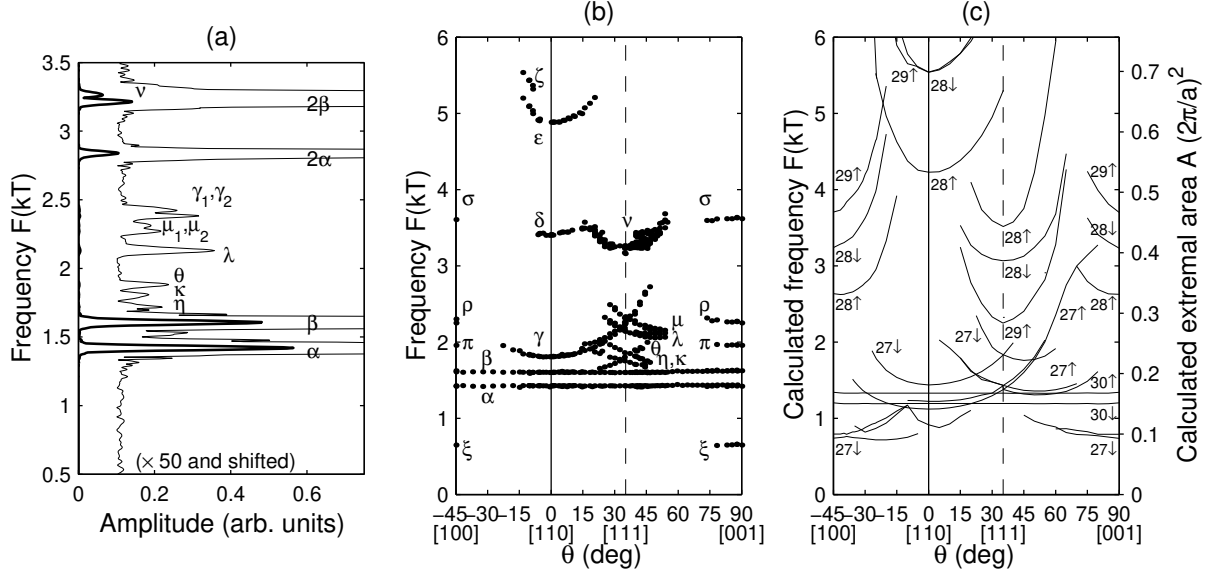 (a)
3.5
3
2.5
2
1.5
1
0.5
0
0.2
0.4
0.6
Frequency F(kT)
Amplitude (arb. units)
ν
2β
2α
γ1,γ2
μ1,μ2
λ
θ
κ
η
β
α
(× 50 and shifted)
(b)
6
5
4
3
2
1
0
Frequency F(kT)
ζ
ε
σ
δ
ν
σ
ρ
π
γ
β
α
μ
λ
θ
η,κ
ρ
π
ξ
ξ
−45 −30 −15 0 15 30 45 60 75 90
[100] [110] [111] [001]
θ (deg)
(c)
6
5
4
3
2
1
0
Calculated frequency F(kT)
29↑
28↓
29↑
28↑
29↑
28↓
28↑
28↓
28↓
28↑
28↑
27↓
27↓
29↑
27↑
27↑
30↑
30↓
27↓
27↓
0.7
0.6
0.5
0.4
0.3
0.2
0.1
0
Calculated extremal area A (2π/a)2
−45 −30 −15 0 15 30 45 60 75 90
[100] [110] [111] [001]
θ (deg)